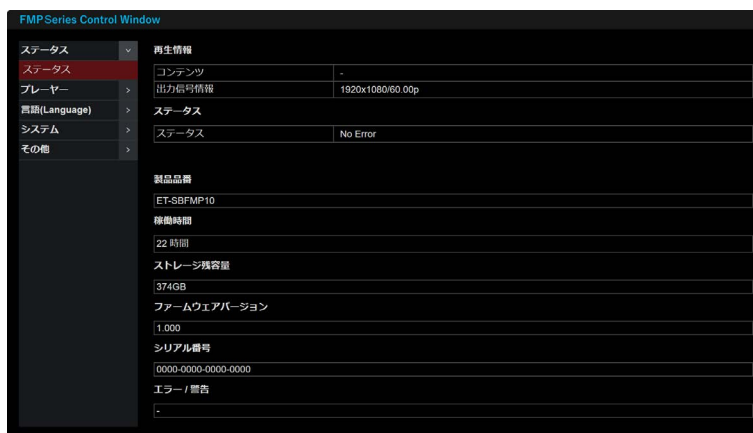 FMPSeries Control Window
ステータス
ステータス
プレーヤー
言語(Language)
システム
その他
再生情報
コンテンツ -
出力信号情報 1920x1080/60.00p
ステータス
ステータス No Error
製品品番
ET-SBFMP10
稼働時間
22 時間
ストレージ残容量
374GB
ファームウェアバージョン
1.000
シリアル番号
0000-0000-0000-0000
エラー / 警告
-